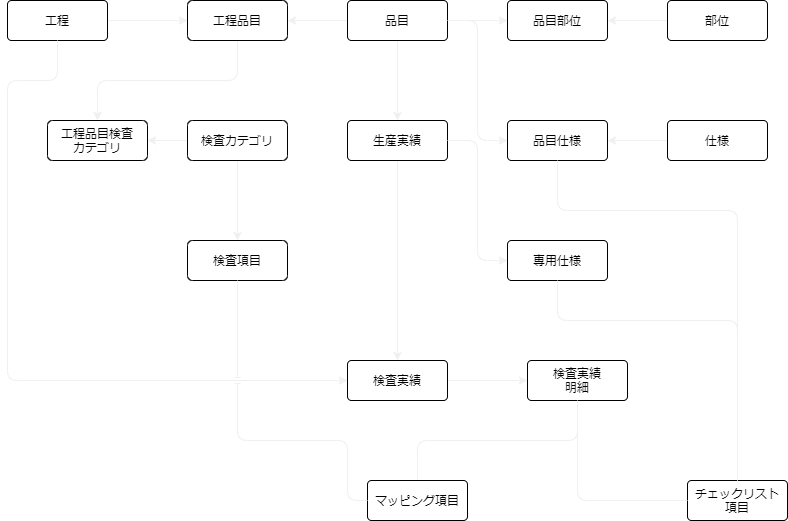 工程
工程品目
品目
品目部位
部位
工程品目検査
カテゴリ
検査カテゴリ
生産実績
品目仕様
仕様
検査項目
専用仕様
検査実績
検査実績
明細
マッピング項目
チェックリスト
項目